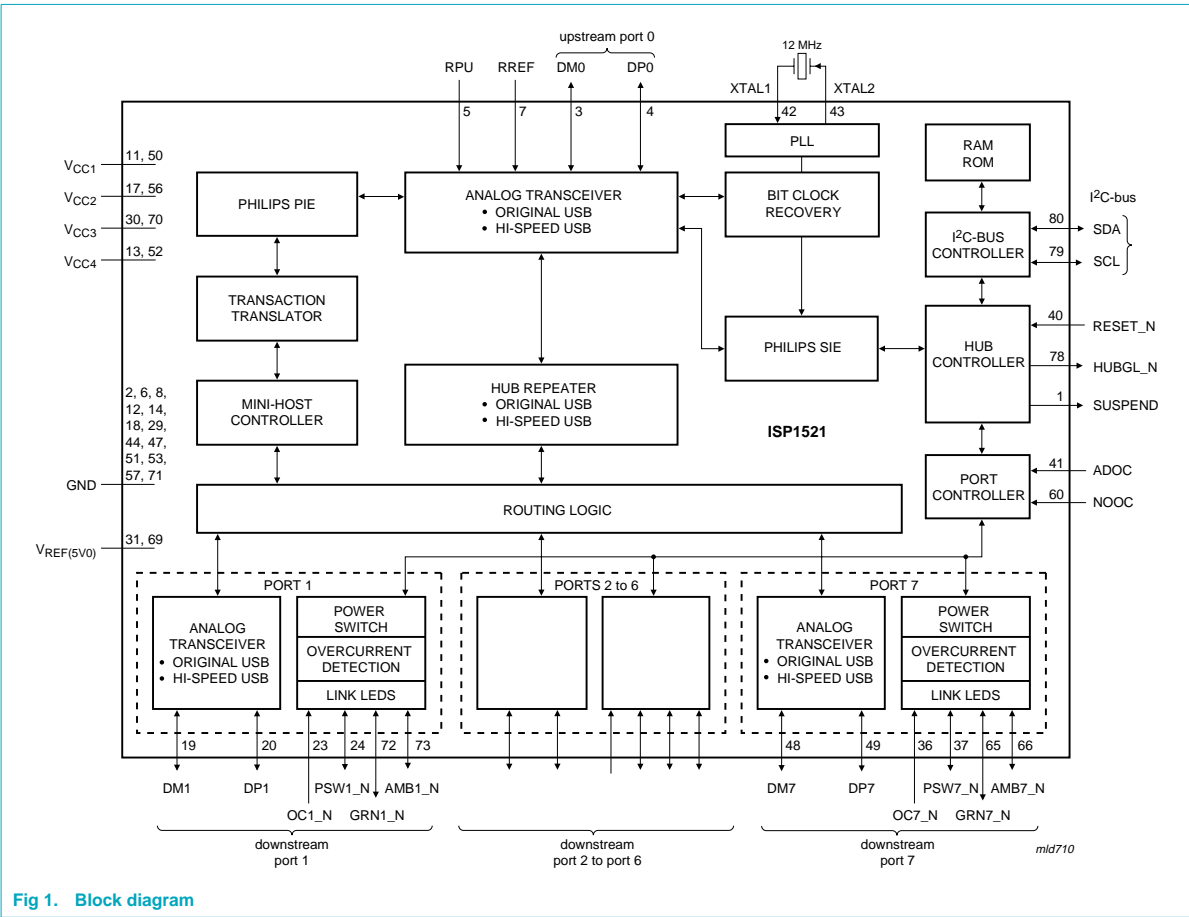 upstream port 0
12 MHz
RPU RREF DM0 DP0
XTAL1 XTAL2
5 7 3 4 42 43
PLL
RAM
ROM
VCC1 11, 50
VCC2 17, 56
VCC3 30, 70
VCC4 13, 52
PHILIPS PIE
ANALOG TRANSCEIVER
• ORIGINAL USB
• HI-SPEED USB
BIT CLOCK
RECOVERY
I2C-bus
I2C-BUS
CONTROLLER
80 SDA
79 SCL
TRANSACTION
TRANSLATOR
PHILIPS SIE
HUB
CONTROLLER
40 RESET_N
78 HUBGL_N
1 SUSPEND
MINI-HOST
CONTROLLER
HUB REPEATER
• ORIGINAL USB
• HI-SPEED USB
ISP1521
2, 6, 8,
12, 14,
18, 29,
44, 47,
51, 53,
57, 71
GND
PORT
CONTROLLER
41 ADOC
60 NOOC
ROUTING LOGIC
VREF(5V0) 31, 69
PORT 1
ANALOG
TRANSCEIVER
• ORIGINAL USB
• HI-SPEED USB
POWER
SWITCH
OVERCURRENT
DETECTION
LINK LEDS
PORTS 2 to 6
PORT 7
ANALOG
TRANSCEIVER
• ORIGINAL USB
• HI-SPEED USB
POWER
SWITCH
OVERCURRENT
DETECTION
LINK LEDS
19 20 23 24 72 73
48 49 36 37 65 66
DM1 DP1 PSW1_N AMB1_N
OC1_N GRN1_N
DM7 DP7 PSW7_N AMB7_N
OC7_N GRN7_N
downstream
port 1
downstream
port 2 to port 6
downstream
port 7
mld710
Fig 1. Block diagram